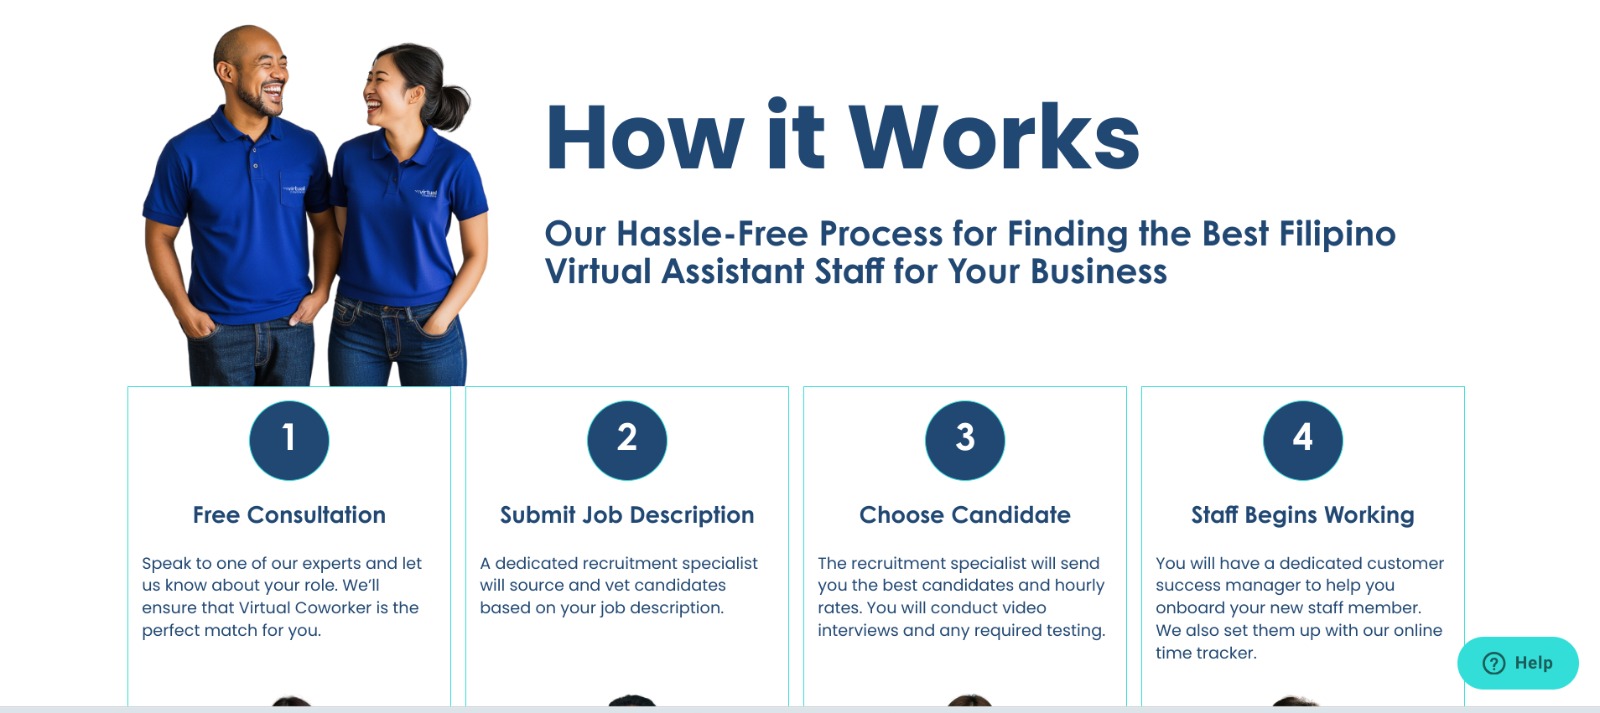 How it Works
Our Hassle-Free Process for Finding the Best Filipino
Virtual Assistant Staff for Your Business
virtual
virtual
1
Free Consultation
Speak to one of our experts and let
us know about your role. We'll
ensure that Virtual Coworker is the
perfect match for you.
2
Submit Job Description
A dedicated recruitment specialist
will source and vet candidates
based on your job description.
3
Choose Candidate
The recruitment specialist will send
you the best candidates and hourly
rates. You will conduct video
interviews and any required testing.
4
Staff Begins Working
You will have a dedicated customer
success manager to help you
onboard your new staff member.
We also set them up with our online
time tracker.
? Help